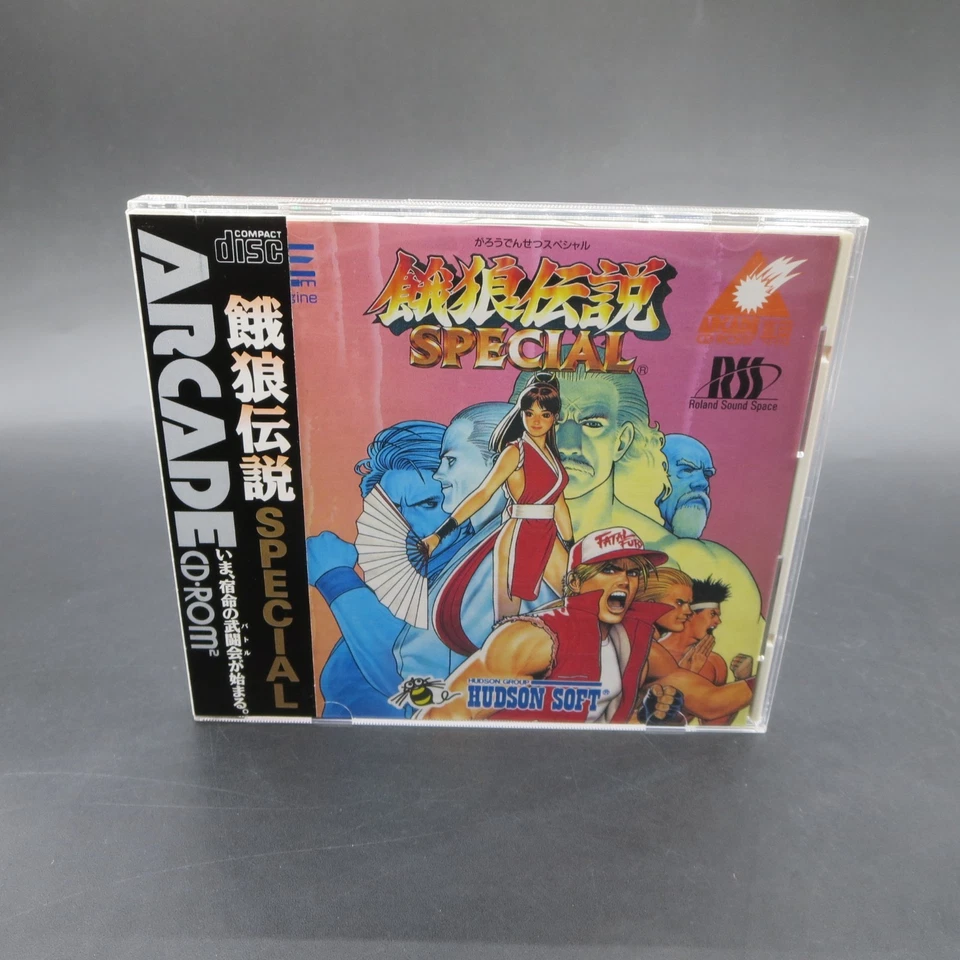 COMPACT
disc
ARCADE
CD-ROM²
餓狼伝説
SPECIAL
いま、宿命の武闘会が始まる。
バトル
がろうでんせつスペシャル
餓狼伝説
SPECIAL
®
RSS
Roland Sound Space
FATAL FURY
HUDSON GROUP
HUDSON SOFT®